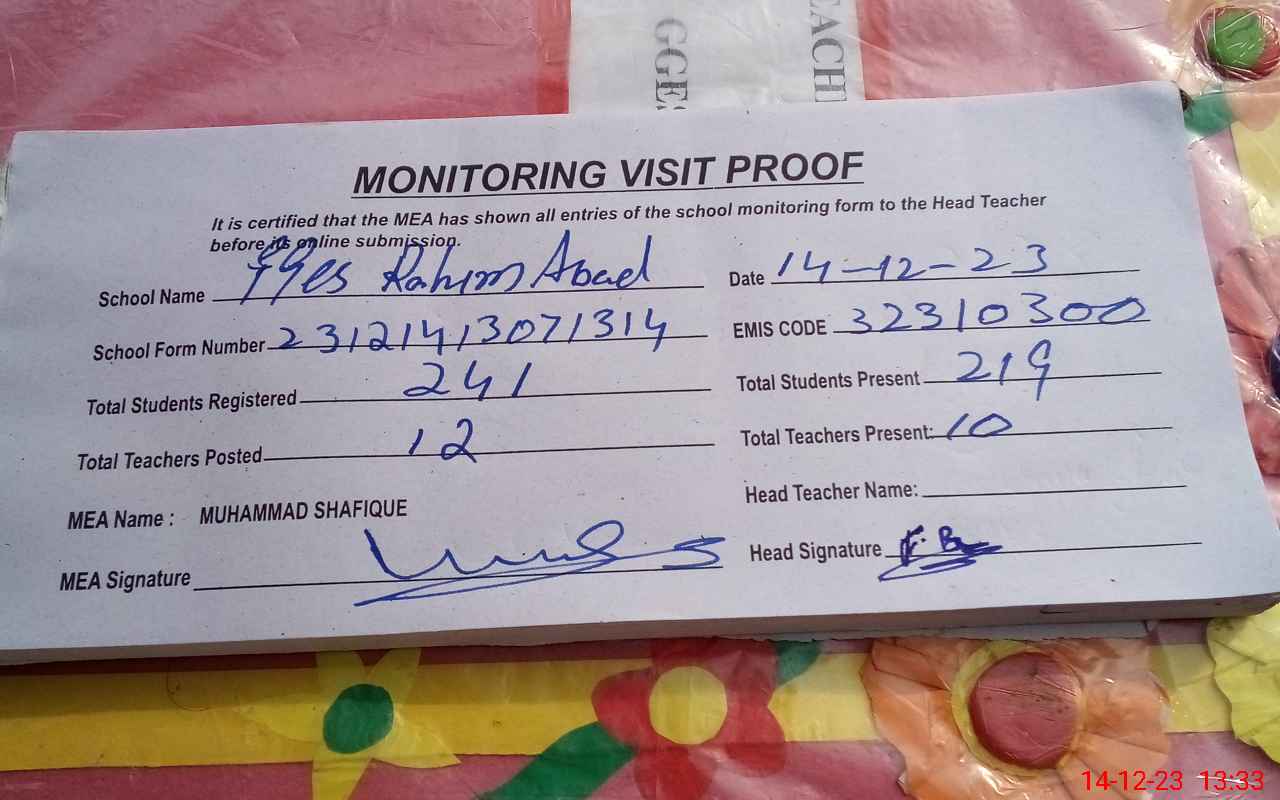 EACH
GGE
MONITORING VISIT PROOF
It is certified that the MEA has shown all entries of the school monitoring form to the Head Teacher
before its online submission.
School Name gges Rahim Abad Date 14-12-23
School Form Number 2312141307 1314 EMIS CODE 32310300
Total Students Registered 241 Total Students Present 219
Total Teachers Posted 12 Total Teachers Present: 10
MEA Name : MUHAMMAD SHAFIQUE Head Teacher Name:
MEA Signature Head Signature F.B
14-12-23 13:33